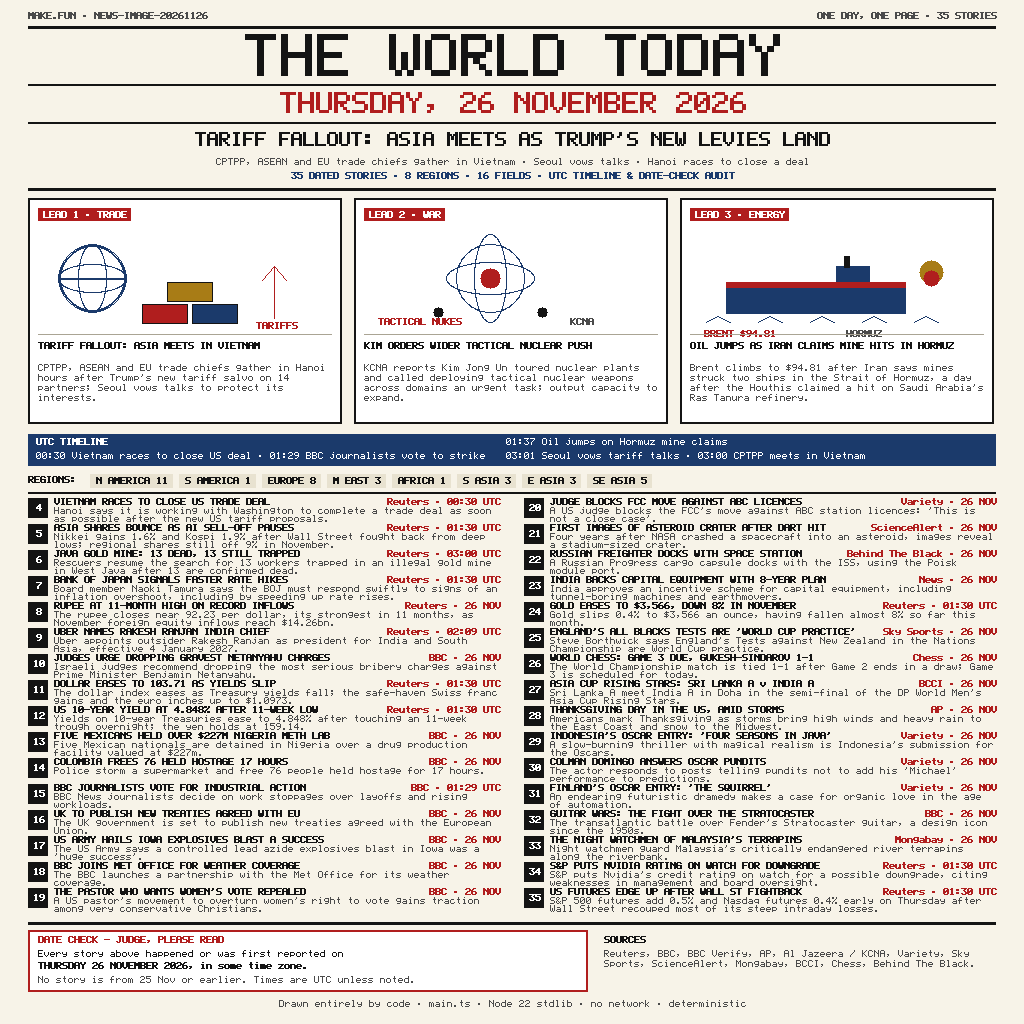 MAKE.FUN · NEWS-IMAGE-20261126
ONE DAY, ONE PAGE · 35 STORIES
THE WORLD TODAY
THURSDAY, 26 NOVEMBER 2026
TARIFF FALLOUT: ASIA MEETS AS TRUMP'S NEW LEVIES LAND
CPTPP, ASEAN and EU trade chiefs gather in Vietnam · Seoul vows talks · Hanoi races to close a deal
35 DATED STORIES · 8 REGIONS · 16 FIELDS · UTC TIMELINE & DATE-CHECK AUDIT
LEAD 1 · TRADE
TARIFFS
TARIFF FALLOUT: ASIA MEETS IN VIETNAM
CPTPP, ASEAN and EU trade chiefs gather in Hanoi
hours after Trump's new tariff salvo on 14
partners; Seoul vows talks to protect its
interests.
LEAD 2 · WAR
TACTICAL NUKES
KCNA
KIM ORDERS WIDER TACTICAL NUCLEAR PUSH
KCNA reports Kim Jong Un toured nuclear plants
and called deploying tactical nuclear weapons
across domains an urgent task; output capacity to
expand.
LEAD 3 · ENERGY
BRENT $94.81
HORMUZ
OIL JUMPS AS IRAN CLAIMS MINE HITS IN HORMUZ
Brent climbs to $94.81 after Iran says mines
struck two ships in the Strait of Hormuz, a day
after the Houthis claimed a hit on Saudi Arabia's
Ras Tanura refinery.
UTC TIMELINE
01:37 Oil jumps on Hormuz mine claims
00:30 Vietnam races to close US deal · 01:29 BBC journalists vote to strike
03:01 Seoul vows tariff talks · 03:00 CPTPP meets in Vietnam
REGIONS: N AMERICA 11 S AMERICA 1 EUROPE 8 M EAST 3 AFRICA 1 S ASIA 3 E ASIA 3 SE ASIA 5
4 VIETNAM RACES TO CLOSE US TRADE DEAL Reuters · 00:30 UTC
Hanoi says it is working with Washington to complete a trade deal as soon
as possible after the new US tariff proposals.
5 ASIA SHARES BOUNCE AS AI SELL-OFF PAUSES Reuters · 01:30 UTC
Nikkei gains 1.6% and Kospi 1.9% after Wall Street fought back from deep
lows; regional shares still off 9% in November.
6 JAVA GOLD MINE: 13 DEAD, 13 STILL TRAPPED Reuters · 03:00 UTC
Rescuers resume the search for 13 workers trapped in an illegal gold mine
in West Java after 13 are confirmed dead.
7 BANK OF JAPAN SIGNALS FASTER RATE HIKES Reuters · 01:30 UTC
Board member Naoki Tamura says the BOJ must respond swiftly to signs of an
inflation overshoot, including by speeding up rate rises.
8 RUPEE AT 11-MONTH HIGH ON RECORD INFLOWS Reuters · 26 NOV
The rupee closes near 92.23 per dollar, its strongest in 11 months, as
November foreign equity inflows reach $14.26bn.
9 UBER NAMES RAKESH RANJAN INDIA CHIEF Reuters · 02:09 UTC
Uber appoints outsider Rakesh Ranjan as president for India and South
Asia, effective 4 January 2027.
10 JUDGES URGE DROPPING GRAVEST NETANYAHU CHARGES BBC · 26 NOV
Israeli judges recommend dropping the most serious bribery charges against
Prime Minister Benjamin Netanyahu.
11 DOLLAR EASES TO 103.71 AS YIELDS SLIP Reuters · 01:30 UTC
The dollar index eases as Treasury yields fall; the safe-haven Swiss franc
gains and the euro inches up to $1.0973.
12 US 10-YEAR YIELD AT 4.848% AFTER 11-WEEK LOW Reuters · 01:30 UTC
Yields on 10-year Treasuries ease to 4.848% after touching an 11-week
trough overnight; the yen holds at 159.14.
13 FIVE MEXICANS HELD OVER $227M NIGERIA METH LAB BBC · 26 NOV
Five Mexican nationals are detained in Nigeria over a drug production
facility valued at $227m.
14 COLOMBIA FREES 76 HELD HOSTAGE 17 HOURS BBC · 26 NOV
Police storm a supermarket and free 76 people held hostage for 17 hours.
15 BBC JOURNALISTS VOTE FOR INDUSTRIAL ACTION BBC · 01:29 UTC
BBC News Journalists decide on work stoppages over layoffs and rising
workloads.
16 UK TO PUBLISH NEW TREATIES AGREED WITH EU BBC · 26 NOV
The UK government is set to publish new treaties agreed with the European
Union.
17 US ARMY HAILS IOWA EXPLOSIVES BLAST A SUCCESS BBC · 26 NOV
The US Army says a controlled lead azide explosives blast in Iowa was a
'huge success'.
18 BBC JOINS MET OFFICE FOR WEATHER COVERAGE BBC · 26 NOV
The BBC launches a partnership with the Met Office for its weather
coverage.
19 THE PASTOR WHO WANTS WOMEN'S VOTE REPEALED BBC · 26 NOV
A US pastor's movement to overturn women's right to vote gains traction
among very conservative Christians.
20 JUDGE BLOCKS FCC MOVE AGAINST ABC LICENCES Variety · 26 NOV
A US judge blocks the FCC's move against ABC station licences: 'This is
not a close case'.
21 FIRST IMAGES OF ASTEROID CRATER AFTER DART HIT ScienceAlert · 26 NOV
Four years after NASA crashed a spacecraft into an asteroid, images reveal
a stadium-sized crater.
22 RUSSIAN FREIGHTER DOCKS WITH SPACE STATION Behind The Black · 26 NOV
A Russian Progress cargo capsule docks with the ISS, using the Poisk
module port.
23 INDIA BACKS CAPITAL EQUIPMENT WITH 8-YEAR PLAN News · 26 NOV
India approves an incentive scheme for capital equipment, including
tunnel-boring machines and earthmovers.
24 GOLD EASES TO $3,566, DOWN 8% IN NOVEMBER Reuters · 01:30 UTC
Gold slips 0.4% to $3,566 an ounce, having fallen almost 8% so far this
month.
25 ENGLAND'S ALL BLACKS TESTS ARE 'WORLD CUP PRACTICE' Sky Sports · 26 NOV
Steve Borthwick says England's Tests against New Zealand in the Nations
Championship are World Cup practice.
26 WORLD CHESS: GAME 3 DUE, GUKESH-SINDAROV 1-1 Chess · 26 NOV
The World Championship match is tied 1-1 after Game 2 ends in a draw; Game
3 is scheduled for today.
27 ASIA CUP RISING STARS: SRI LANKA A v INDIA A BCCI · 26 NOV
Sri Lanka A meet India A in Doha in the semi-final of the DP World Men's
Asia Cup Rising Stars.
28 THANKSGIVING DAY IN THE US, AMID STORMS AP · 26 NOV
Americans mark Thanksgiving as storms bring high winds and heavy rain to
the East Coast and snow to the Midwest.
29 INDONESIA'S OSCAR ENTRY: 'FOUR SEASONS IN JAVA' Variety · 26 NOV
A slow-burning thriller with magical realism is Indonesia's submission for
the Oscars.
30 COLMAN DOMINGO ANSWERS OSCAR PUNDITS Variety · 26 NOV
The actor responds to posts telling pundits not to add his 'Michael'
performance to predictions.
31 FINLAND'S OSCAR ENTRY: 'THE SQUIRREL' Variety · 26 NOV
An endearing futuristic dramedy makes a case for organic love in the age
of automation.
32 GUITAR WARS: THE FIGHT OVER THE STRATOCASTER BBC · 26 NOV
The transatlantic battle over Fender's Stratocaster guitar, a design icon
since the 1950s.
33 THE NIGHT WATCHMEN OF MALAYSIA'S TERRAPINS Mongabay · 26 NOV
Night watchmen guard Malaysia's critically endangered river terrapins
along the riverbank.
34 S&P PUTS NVIDIA RATING ON WATCH FOR DOWNGRADE Reuters · 01:30 UTC
S&P puts Nvidia's credit rating on watch for a possible downgrade, citing
weaknesses in management and board oversight.
35 US FUTURES EDGE UP AFTER WALL ST FIGHTBACK Reuters · 01:30 UTC
S&P 500 futures add 0.5% and Nasdaq futures 0.4% early on Thursday after
Wall Street recouped most of its steep intraday losses.
DATE CHECK — JUDGE, PLEASE READ
Every story above happened or was first reported on
THURSDAY 26 NOVEMBER 2026, in some time zone.
No story is from 25 Nov or earlier. Times are UTC unless noted.
SOURCES
Reuters, BBC, BBC Verify, AP, Al Jazeera / KCNA, Variety, Sky
Sports, ScienceAlert, Mongabay, BCCI, Chess, Behind The Black.
Drawn entirely by code · main.ts · Node 22 stdlib · no network · deterministic